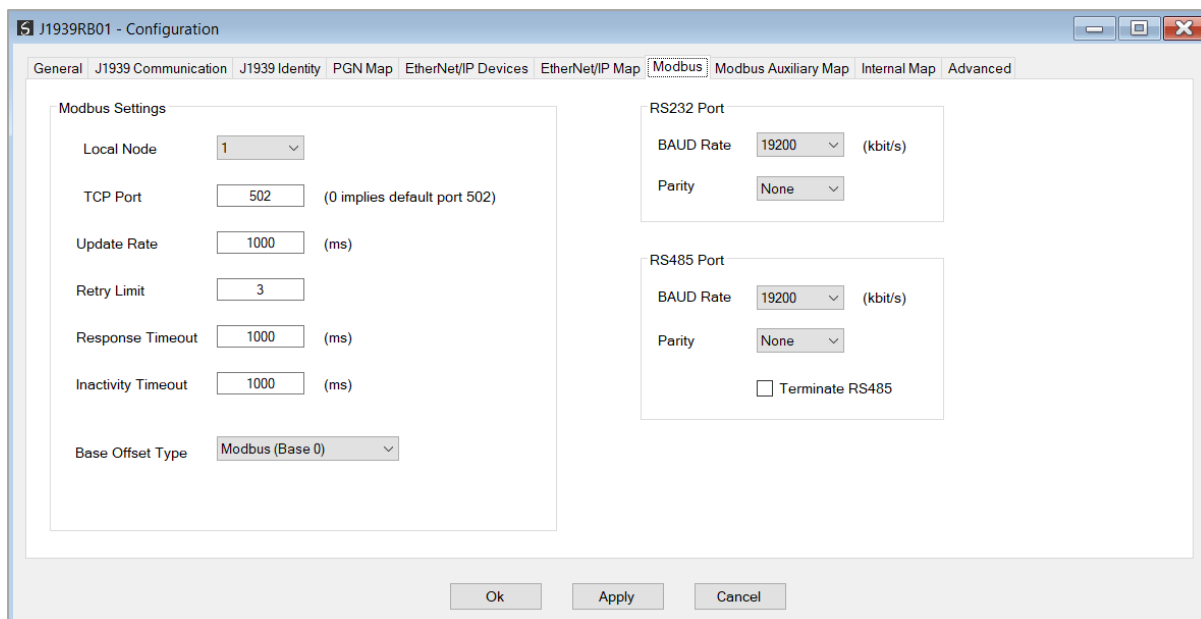 J1939RB01 - Configuration
General J1939 Communication J1939 Identity PGN Map EtherNet/IP Devices EtherNet/IP Map Modbus Modbus Auxiliary Map Internal Map Advanced
Modbus Settings
Local Node 1
TCP Port 502 (0 implies default port 502)
Update Rate 1000 (ms)
Retry Limit 3
Response Timeout 1000 (ms)
Inactivity Timeout 1000 (ms)
Base Offset Type Modbus (Base 0)
RS232 Port
BAUD Rate 19200 (kbit/s)
Parity None
RS485 Port
BAUD Rate 19200 (kbit/s)
Parity None
Terminate RS485
Ok Apply Cancel